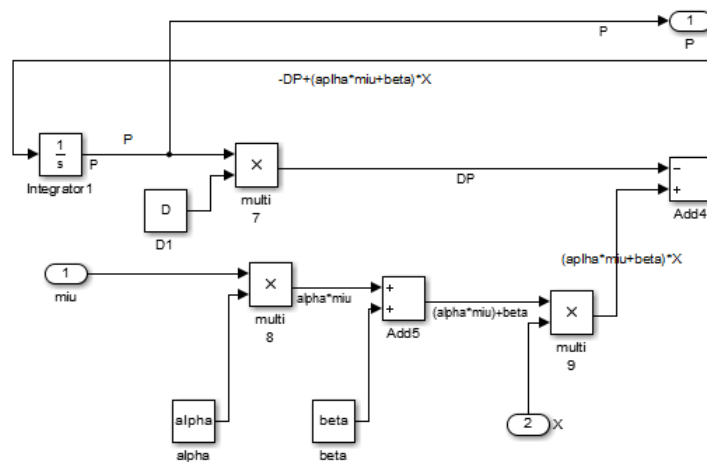 1
P
P
-DP+(aplha*miu+beta)*X
1
s
P
P
Integrator1
×
multi
7
D
D1
DP
−
+
Add4
(aplha*miu+beta)*X
1
miu
×
multi
8
alpha*miu
+
+
Add5
(alpha*miu)+beta
×
multi
9
alpha
alpha
beta
beta
2
X